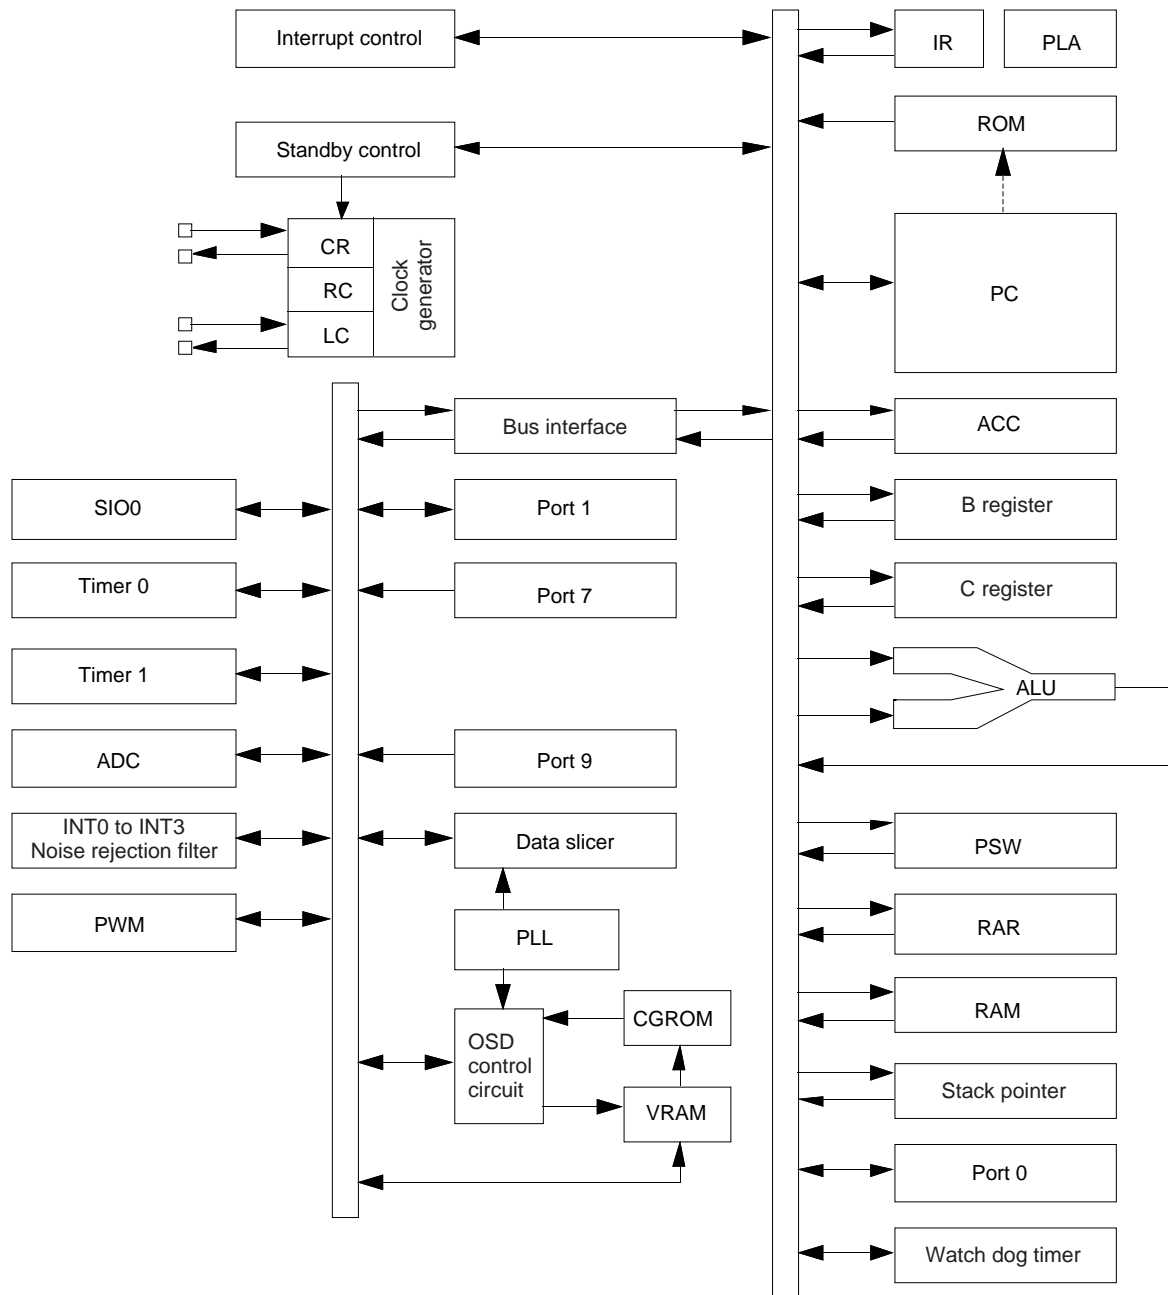 Interrupt control
IR
PLA
Standby control
ROM
CR
RC
LC
Clock
generator
PC
Bus interface
ACC
SIO0
Port 1
B register
Timer 0
Port 7
C register
Timer 1
ALU
ADC
Port 9
INT0 to INT3
Noise rejection filter
Data slicer
PSW
PWM
PLL
RAR
OSD
control
circuit
CGROM
RAM
VRAM
Stack pointer
Port 0
Watch dog timer